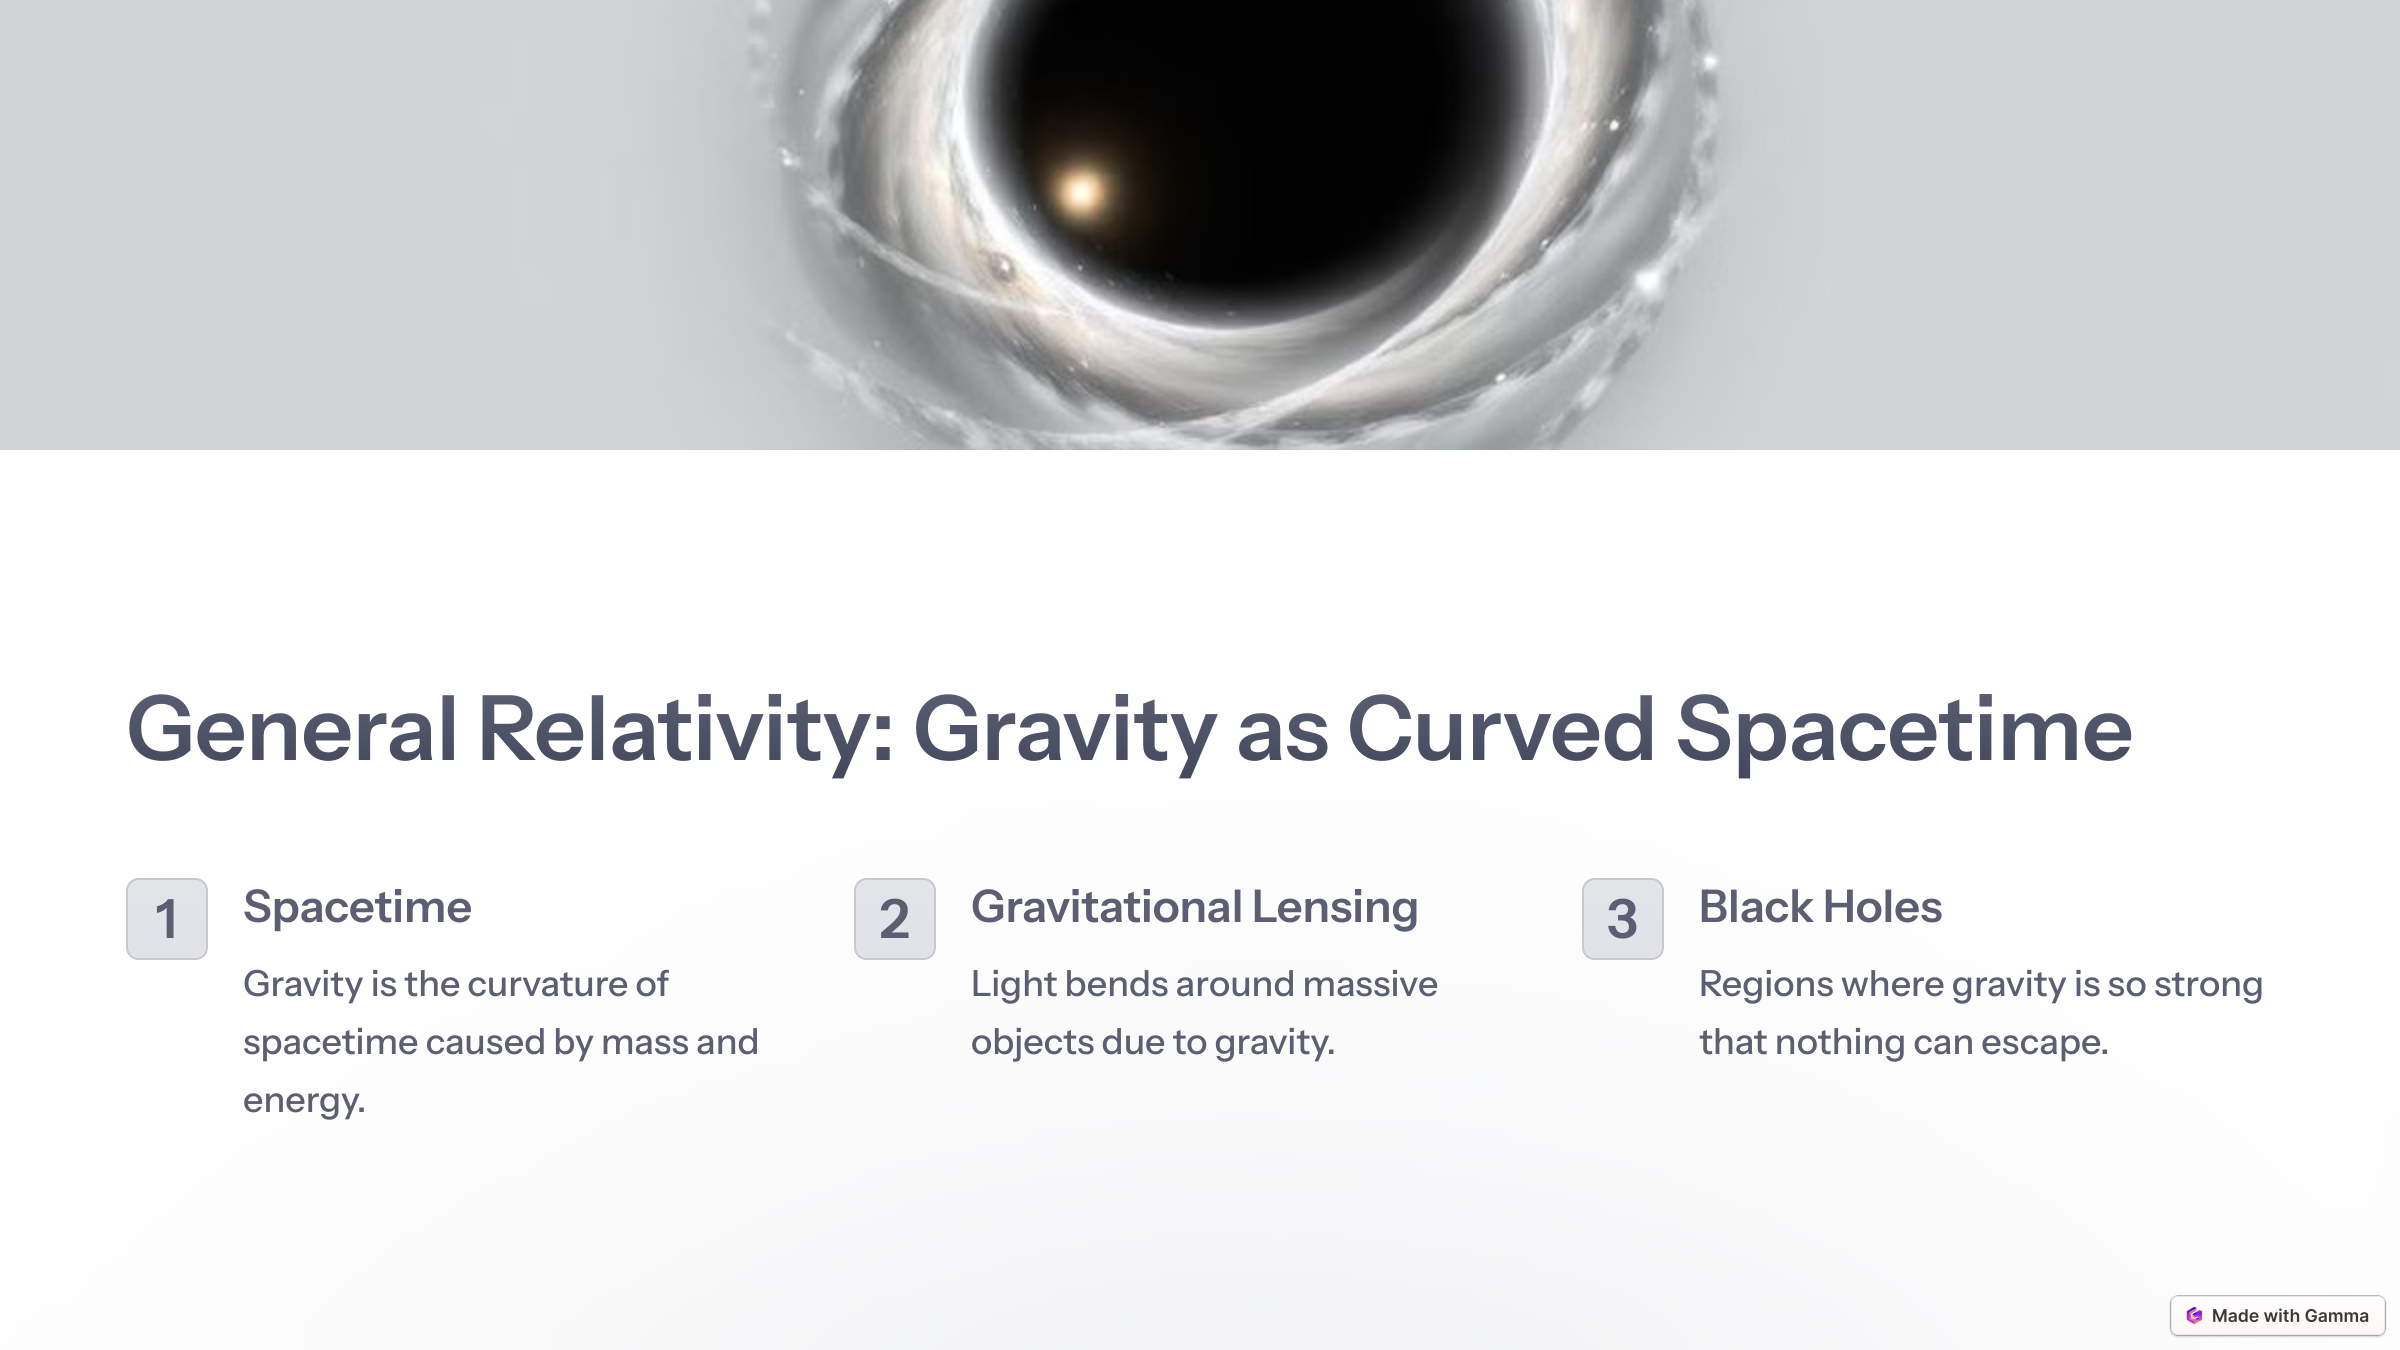 General Relativity: Gravity as Curved Spacetime
1
Spacetime
Gravity is the curvature of
spacetime caused by mass and
energy.
2
Gravitational Lensing
Light bends around massive
objects due to gravity.
3
Black Holes
Regions where gravity is so strong
that nothing can escape.
Made with Gamma